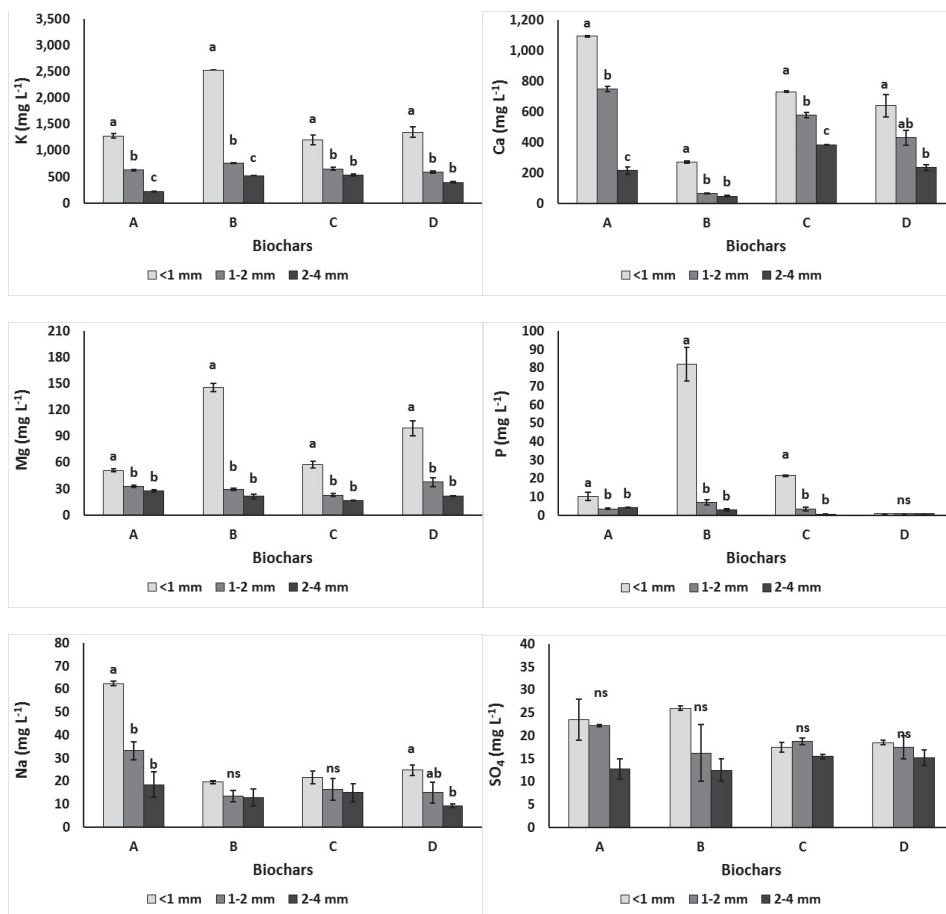 K (mg L⁻¹)
3,500
3,000
2,500
2,000
1,500
1,000
500
0
a b c
a b c
a b b
a b b
A B C D
Biochars
<1 mm 1-2 mm 2-4 mm
Ca (mg L⁻¹)
1,200
1,000
800
600
400
200
0
a b c
a b b
a b c
a ab b
A B C D
Biochars
<1 mm 1-2 mm 2-4 mm
Mg (mg L⁻¹)
210
180
150
120
90
60
30
0
a b b
a b b
a b b
a b b
A B C D
Biochars
<1 mm 1-2 mm 2-4 mm
P (mg L⁻¹)
100
90
80
70
60
50
40
30
20
10
0
a b b
a b b
a b b
ns
A B C D
Biochars
<1 mm 1-2 mm 2-4 mm
Na (mg L⁻¹)
80
70
60
50
40
30
20
10
0
a b b
ns
ns
a ab b
A B C D
Biochars
<1 mm 1-2 mm 2-4 mm
SO₄ (mg L⁻¹)
40
35
30
25
20
15
10
5
0
ns
ns
ns
ns
A B C D
Biochars
<1 mm 1-2 mm 2-4 mm